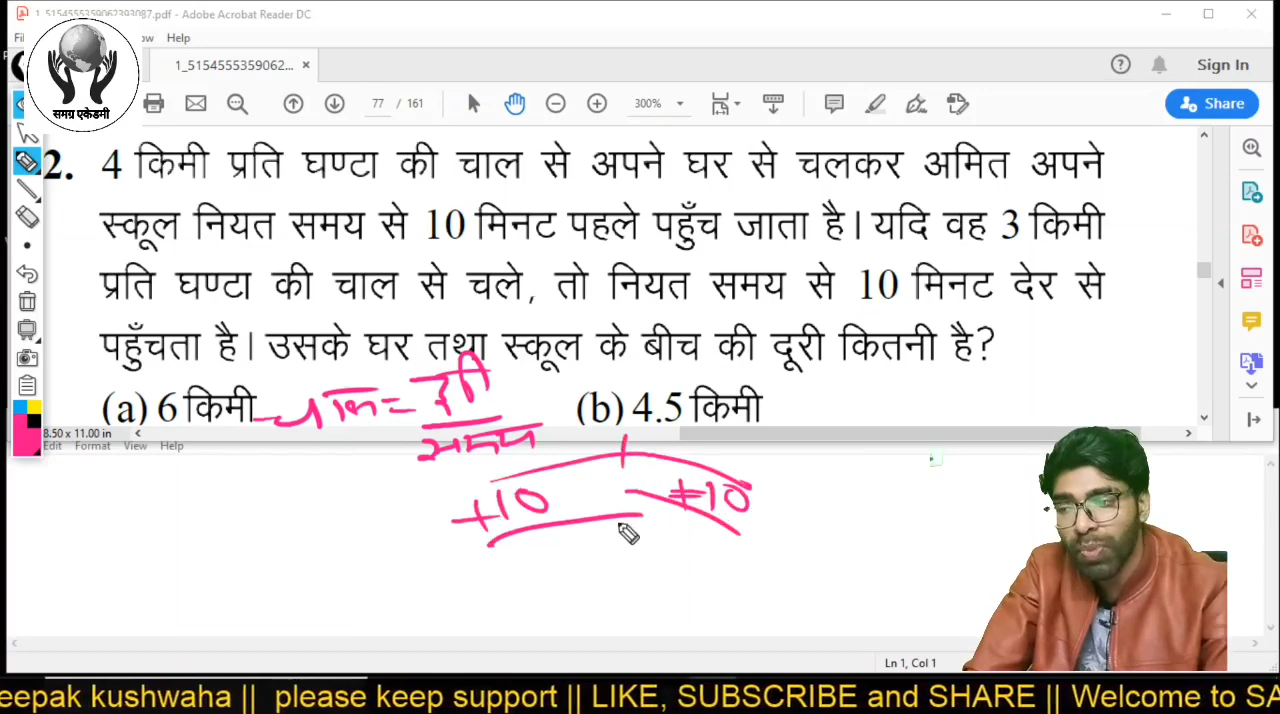 1_5154555359062393087.pdf - Adobe Acrobat Reader DC
Help
1_5154555359062... ×
Sign In
समग्र एकेडमी
77 / 161
300%
Share
2. 4 किमी प्रति घण्टा की चाल से अपने घर से चलकर अमित अपने
स्कूल नियत समय से 10 मिनट पहले पहुँच जाता है। यदि वह 3 किमी
प्रति घण्टा की चाल से चले, तो नियत समय से 10 मिनट देर से
पहुँचता है। उसके घर तथा स्कूल के बीच की दूरी कितनी है?
(a) 6 किमी
(b) 4.5 किमी
= दूरी
समय
8.50 x 11.00 in
Edit Format View Help
+10
+10
Ln 1, Col 1
eepak kushwaha || please keep support || LIKE, SUBSCRIBE and SHARE || Welcome to SA